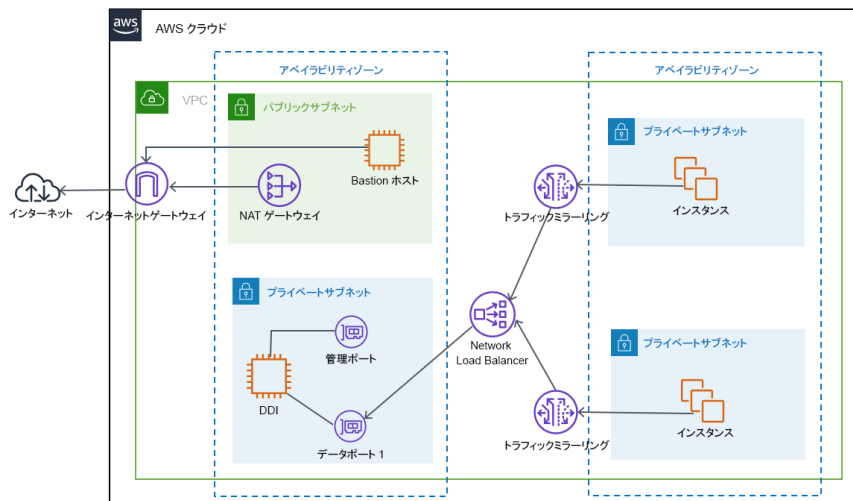 aws
AWS クラウド
アベイラビリティゾーン
アベイラビリティゾーン
VPC
パブリックサブネット
Bastion ホスト
NAT ゲートウェイ
インターネット
インターネットゲートウェイ
プライベートサブネット
インスタンス
トラフィックミラーリング
プライベートサブネット
管理ポート
DDI
データポート 1
Network
Load Balancer
プライベートサブネット
インスタンス
トラフィックミラーリング